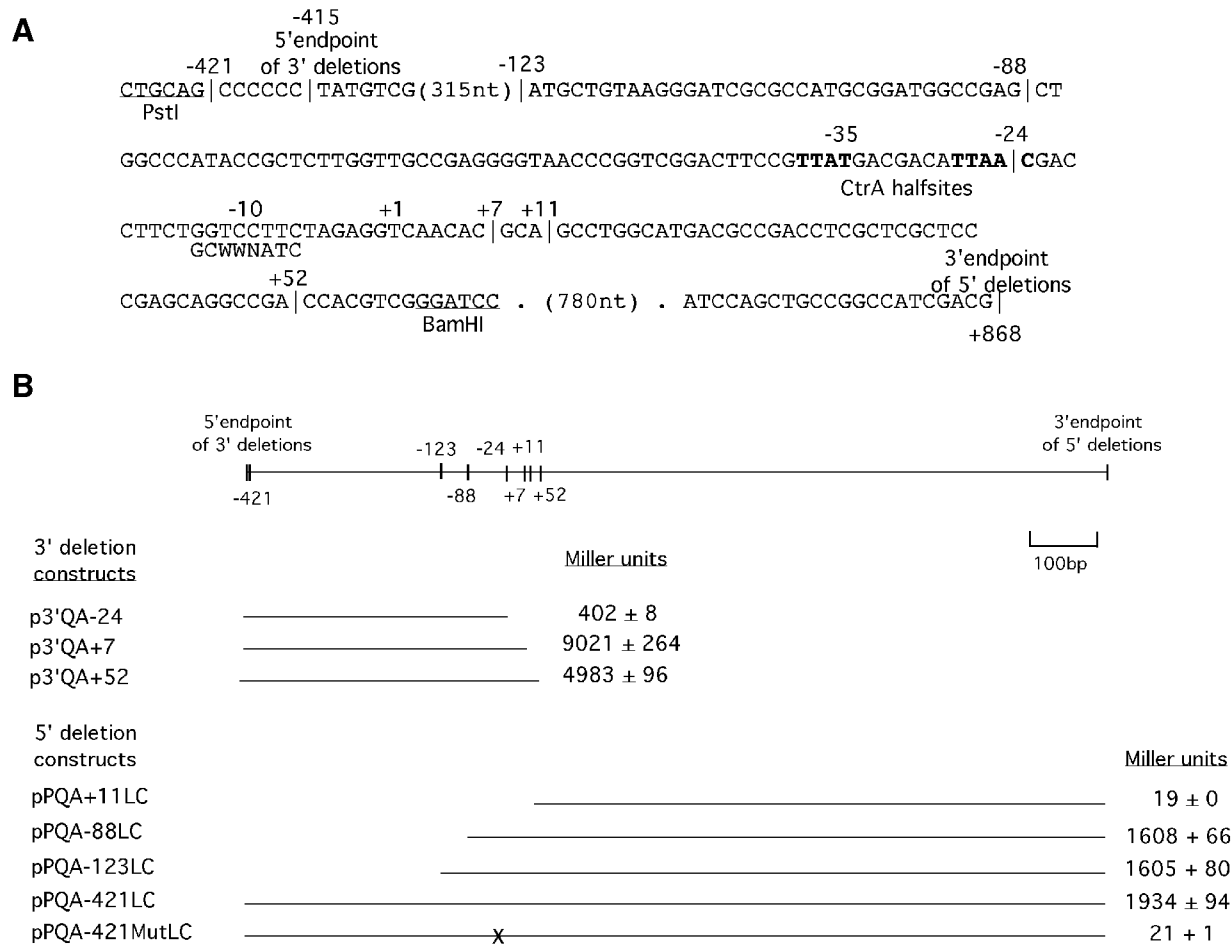 A
-415
5'endpoint
of 3' deletions
-421
-123
-88
CTGCAG|CCCCCC|TATGTCG(315nt)|ATGCTGTAAGGGATCGCGCCATGCGGATGGCCGAG|CT
PstI
-35
-24
GGCCCATACCGCTCTTGGTTGCCGAGGGGTAACCCGGTCGGACTTCCGTTATGACGACATTAA|CGAC
CtrA halfsites
-10
+1
+7
+11
CTTCTGGTCCTTCTAGAGGTCAACAC|GCA|GCCTGGCATGACGCCGACCTCGCTCGCTCC
GCWWNATC
3'endpoint
of 5' deletions
+52
CGAGCAGGCCGA|CCACGTCGGGATCC . (780nt) . ATCCAGCTGCCGGCCATCGACG|
BamHI
+868
B
5'endpoint
of 3' deletions
3'endpoint
of 5' deletions
-123
-24
+11
-421
-88
+7
+52
100bp
3' deletion
constructs
Miller units
p3'QA-24 402 ± 8
p3'QA+7 9021 ± 264
p3'QA+52 4983 ± 96
5' deletion
constructs
Miller units
pPQA+11LC 19 ± 0
pPQA-88LC 1608 + 66
pPQA-123LC 1605 + 80
pPQA-421LC 1934 ± 94
pPQA-421MutLC X 21 + 1